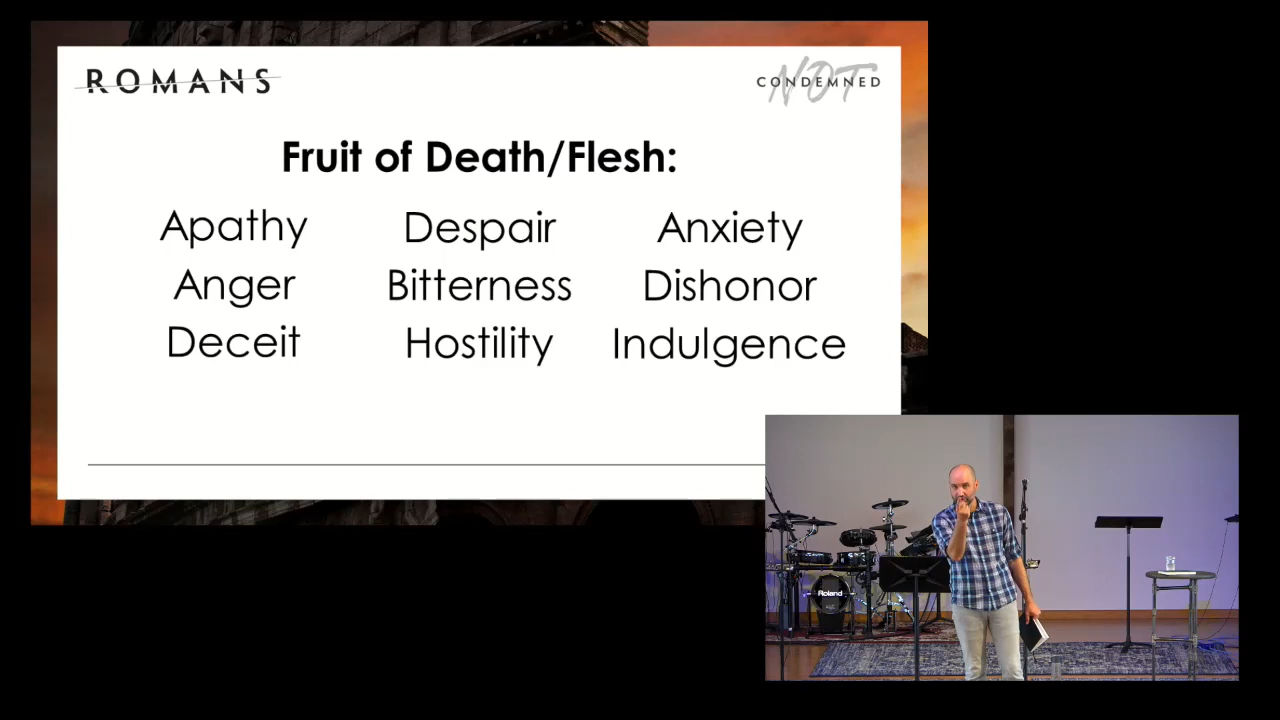 ROMANS
NOT
CONDEMNED
Fruit of Death/Flesh:
Apathy Despair Anxiety
Anger Bitterness Dishonor
Deceit Hostility Indulgence
Roland